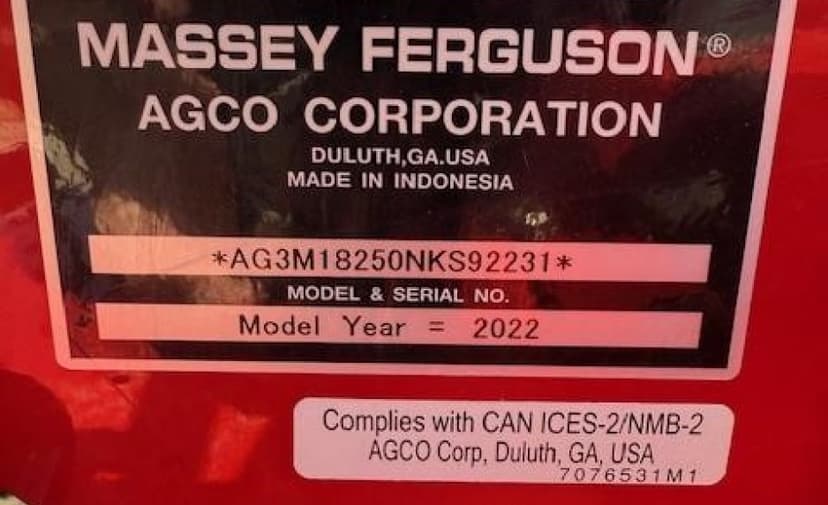 MASSEY FERGUSON®
AGCO CORPORATION
DULUTH,GA.USA
MADE IN INDONESIA
*AG3M18250NKS92231*
MODEL & SERIAL NO.
Model Year = 2022
Complies with CAN ICES-2/NMB-2
AGCO Corp, Duluth, GA, USA
7076531M1